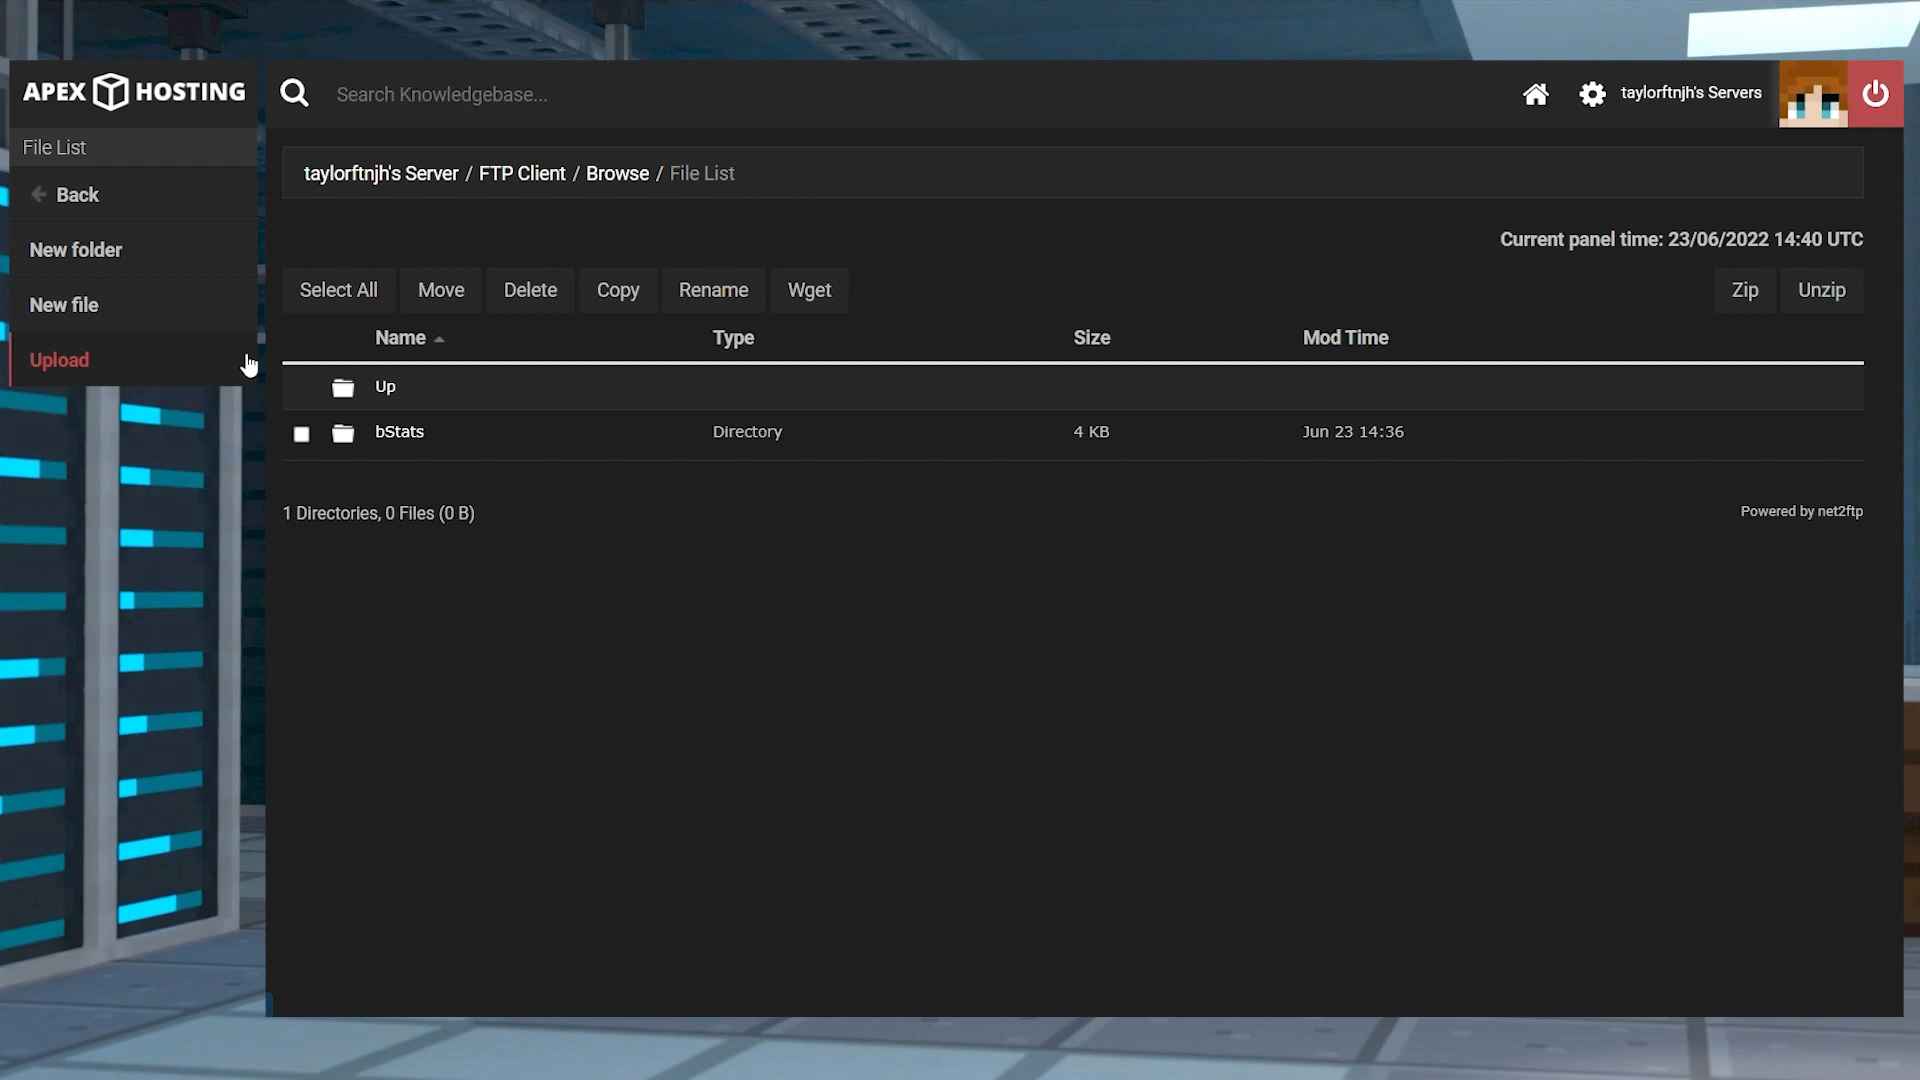 APEX HOSTING
Search Knowledgebase...
taylorftnjh's Servers
File List
Back
New folder
New file
Upload
taylorftnjh's Server / FTP Client / Browse / File List
Current panel time: 23/06/2022 14:40 UTC
Select All Move Delete Copy Rename Wget Zip Unzip
Name Type Size Mod Time
Up
bStats Directory 4 KB Jun 23 14:36
1 Directories, 0 Files (0 B)
Powered by net2ftp